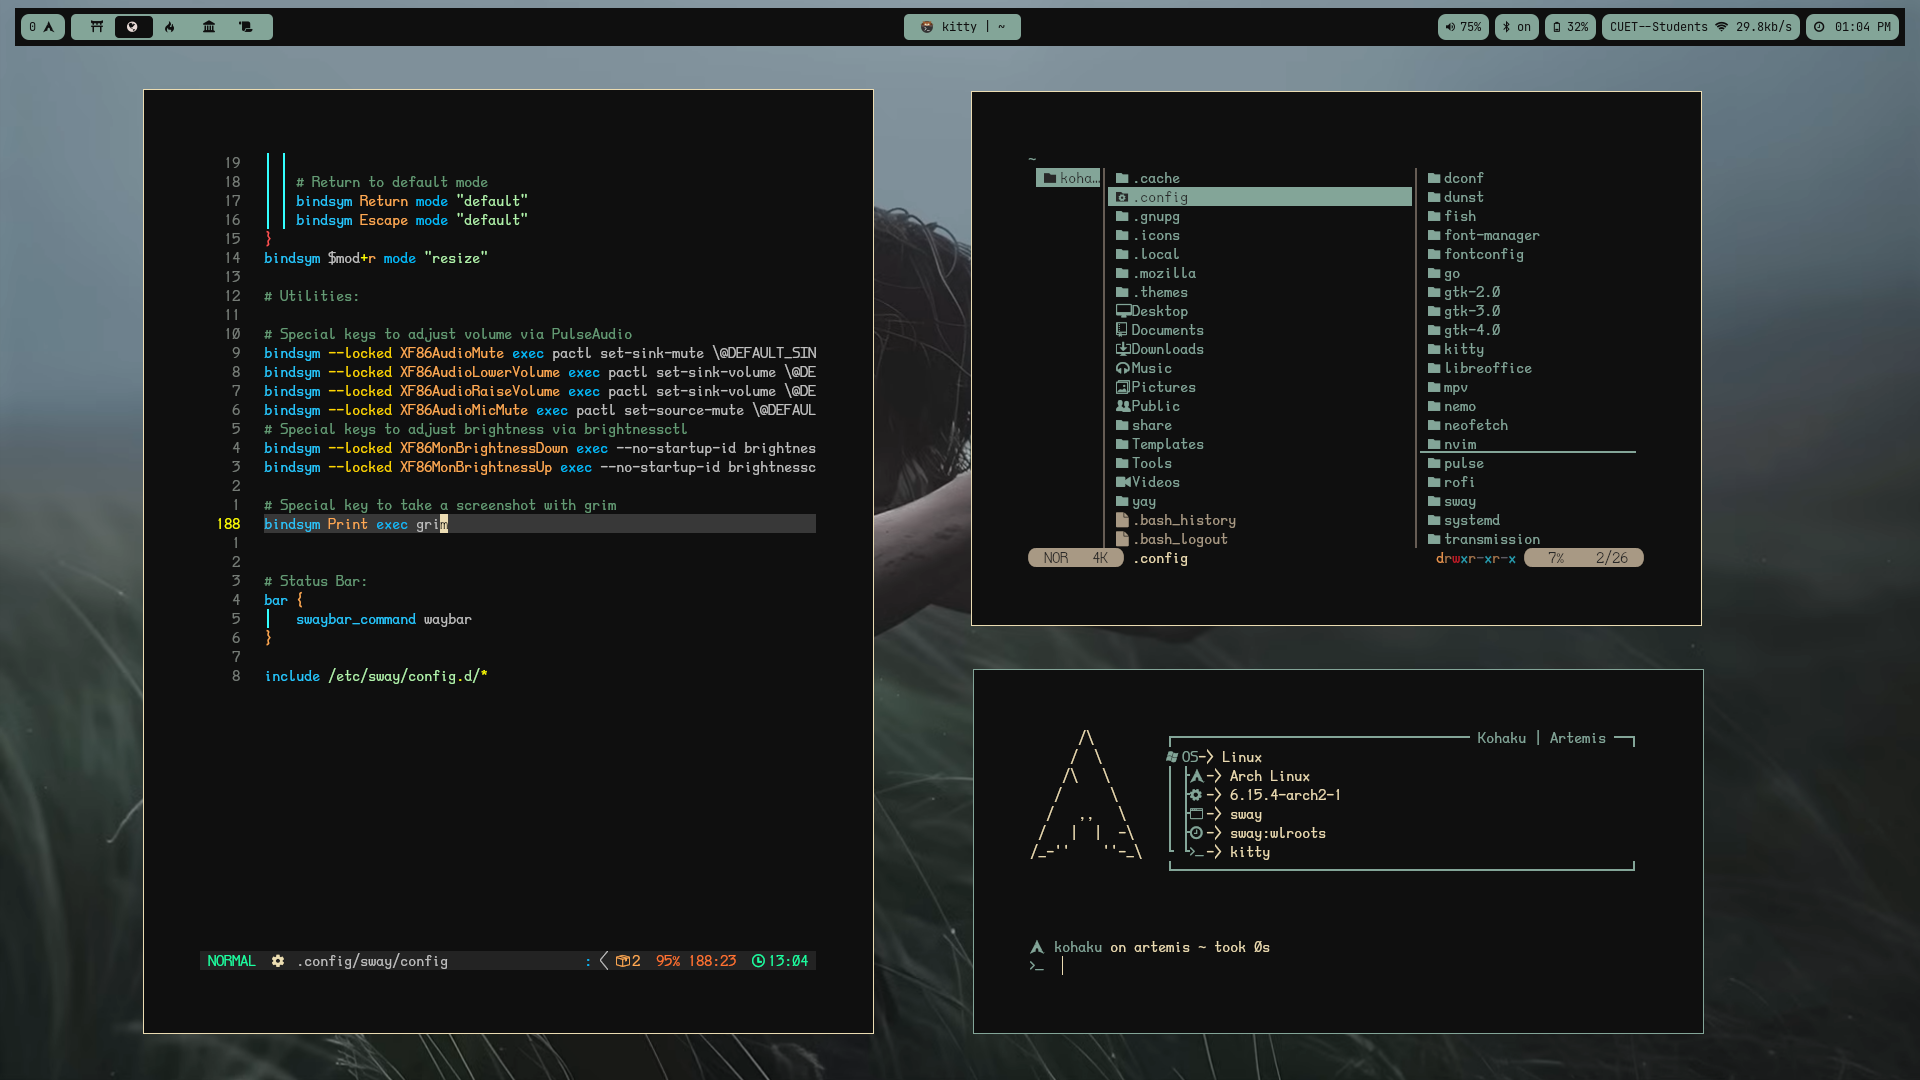 0
kitty | ~
75%
on
32%
CUET--Students 29.8kb/s
01:04 PM
19
18 # Return to default mode
17 bindsym Return mode "default"
16 bindsym Escape mode "default"
15 }
14 bindsym $mod+r mode "resize"
13
12 # Utilities:
11
10 # Special keys to adjust volume via PulseAudio
9 bindsym --locked XF86AudioMute exec pactl set-sink-mute \@DEFAULT_SIN
8 bindsym --locked XF86AudioLowerVolume exec pactl set-sink-volume \@DE
7 bindsym --locked XF86AudioRaiseVolume exec pactl set-sink-volume \@DE
6 bindsym --locked XF86AudioMicMute exec pactl set-source-mute \@DEFAUL
5 # Special keys to adjust brightness via brightnessctl
4 bindsym --locked XF86MonBrightnessDown exec --no-startup-id brightnes
3 bindsym --locked XF86MonBrightnessUp exec --no-startup-id brightnessc
2
1 # Special key to take a screenshot with grim
188 bindsym Print exec grim
1
2
3 # Status Bar:
4 bar {
5 swaybar_command waybar
6 }
7
8 include /etc/sway/config.d/*
NORMAL .config/sway/config : 2 95% 188:23 13:04
~
koha…
.cache
.config
.gnupg
.icons
.local
.mozilla
.themes
Desktop
Documents
Downloads
Music
Pictures
Public
share
Templates
Tools
Videos
yay
.bash_history
.bash_logout
dconf
dunst
fish
font-manager
fontconfig
go
gtk-2.0
gtk-3.0
gtk-4.0
kitty
libreoffice
mpv
nemo
neofetch
nvim
pulse
rofi
sway
systemd
transmission
NOR 4K .config drwxr-xr-x 7% 2/26
Kohaku | Artemis
OS-> Linux
-> Arch Linux
-> 6.15.4-arch2-1
-> sway
-> sway:wlroots
-> kitty
kohaku on artemis ~ took 0s
>_